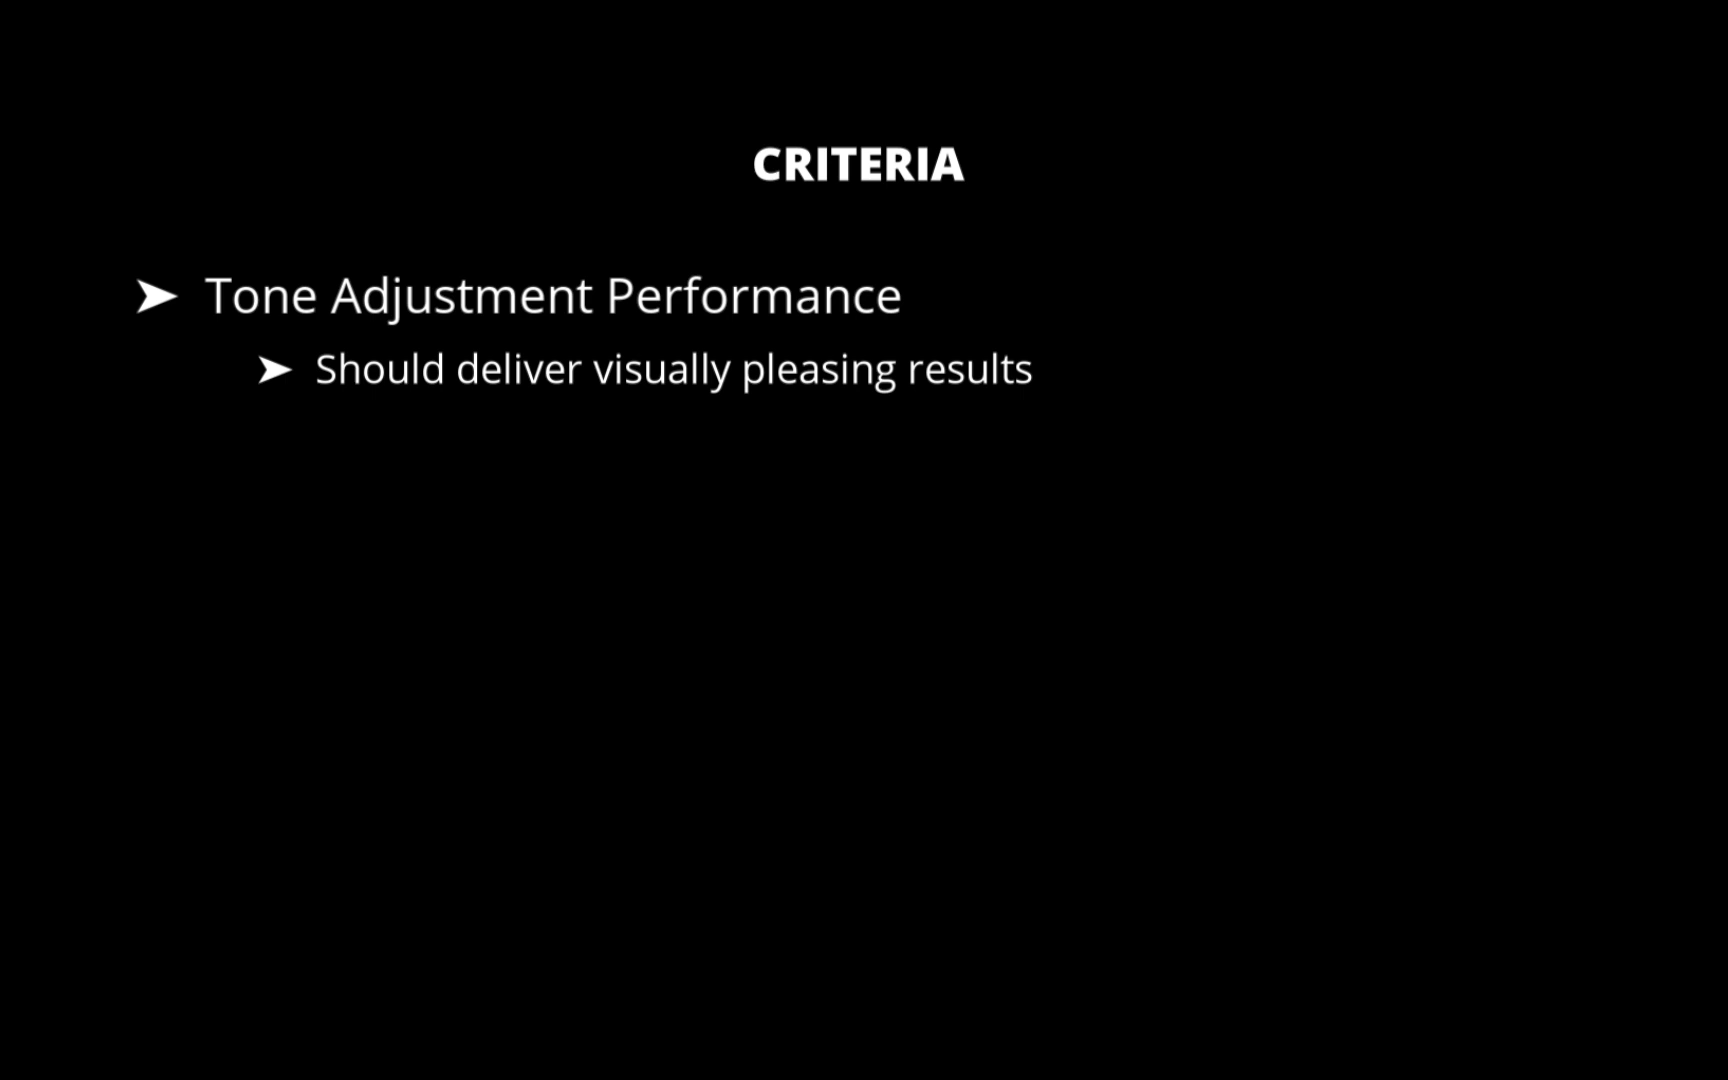 CRITERIA
➤ Tone Adjustment Performance
➤ Should deliver visually pleasing results